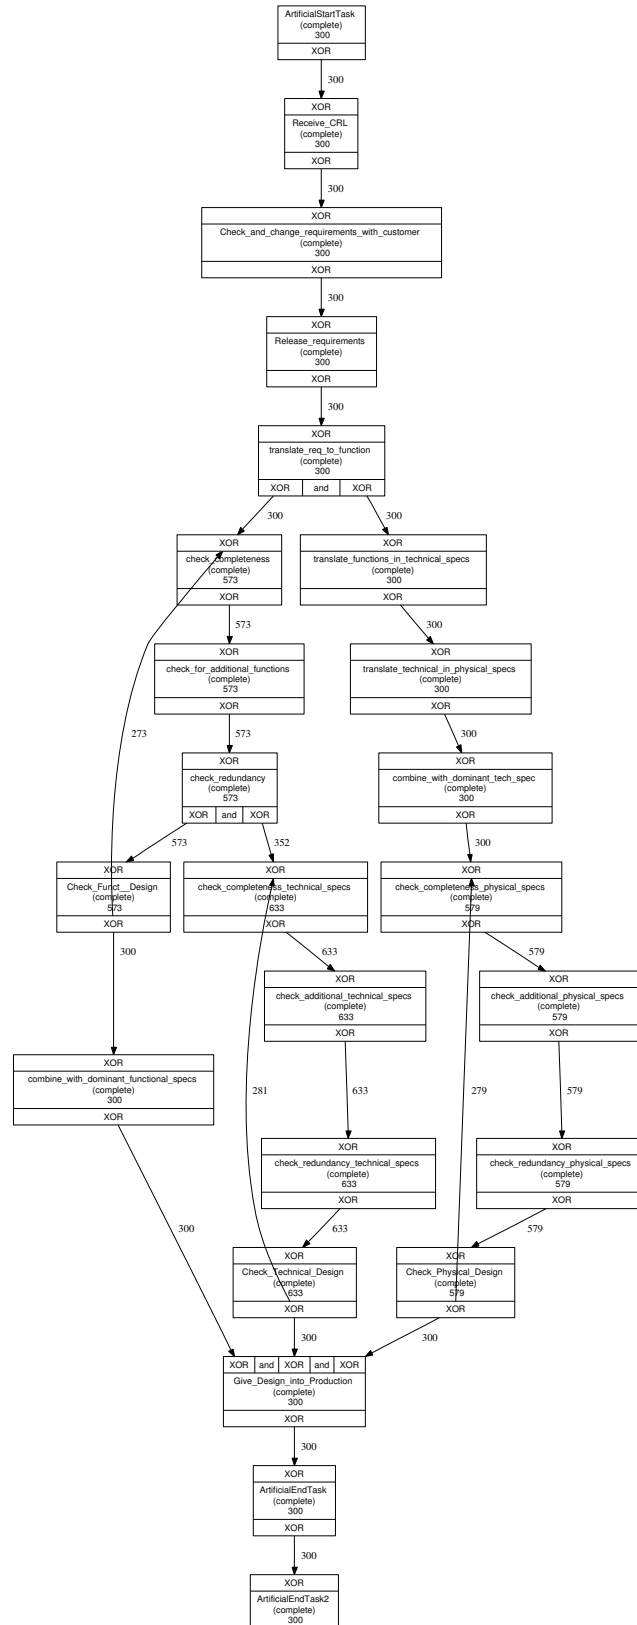 ArtificialStartTask
(complete)
300
XOR
300
XOR
Receive_CRL
(complete)
300
XOR
300
XOR
Check_and_change_requirements_with_customer
(complete)
300
XOR
300
XOR
Release_requirements
(complete)
300
XOR
300
XOR
translate_req_to_function
(complete)
300
XOR and XOR
300 300
XOR
check_completeness
(complete)
573
XOR
XOR
translate_functions_in_technical_specs
(complete)
300
XOR
573 300
XOR
check_for_additional_functions
(complete)
573
XOR
XOR
translate_technical_in_physical_specs
(complete)
300
XOR
273 573 300
XOR
check_redundancy
(complete)
573
XOR and XOR
XOR
combine_with_dominant_tech_spec
(complete)
300
XOR
573 352 300
XOR
Check_Funct__Design
(complete)
573
XOR
XOR
check_completeness_technical_specs
(complete)
633
XOR
XOR
check_completeness_physical_specs
(complete)
579
XOR
300 633 579
XOR
check_additional_technical_specs
(complete)
633
XOR
XOR
check_additional_physical_specs
(complete)
579
XOR
XOR
combine_with_dominant_functional_specs
(complete)
300
XOR
281 633 279 579
XOR
check_redundancy_technical_specs
(complete)
633
XOR
XOR
check_redundancy_physical_specs
(complete)
579
XOR
300 633 579
XOR
Check_Technical_Design
(complete)
633
XOR
XOR
Check_Physical_Design
(complete)
579
XOR
300 300
XOR and XOR and XOR
Give_Design_into_Production
(complete)
300
XOR
300
XOR
ArtificialEndTask
(complete)
300
XOR
300
XOR
ArtificialEndTask2
(complete)
300